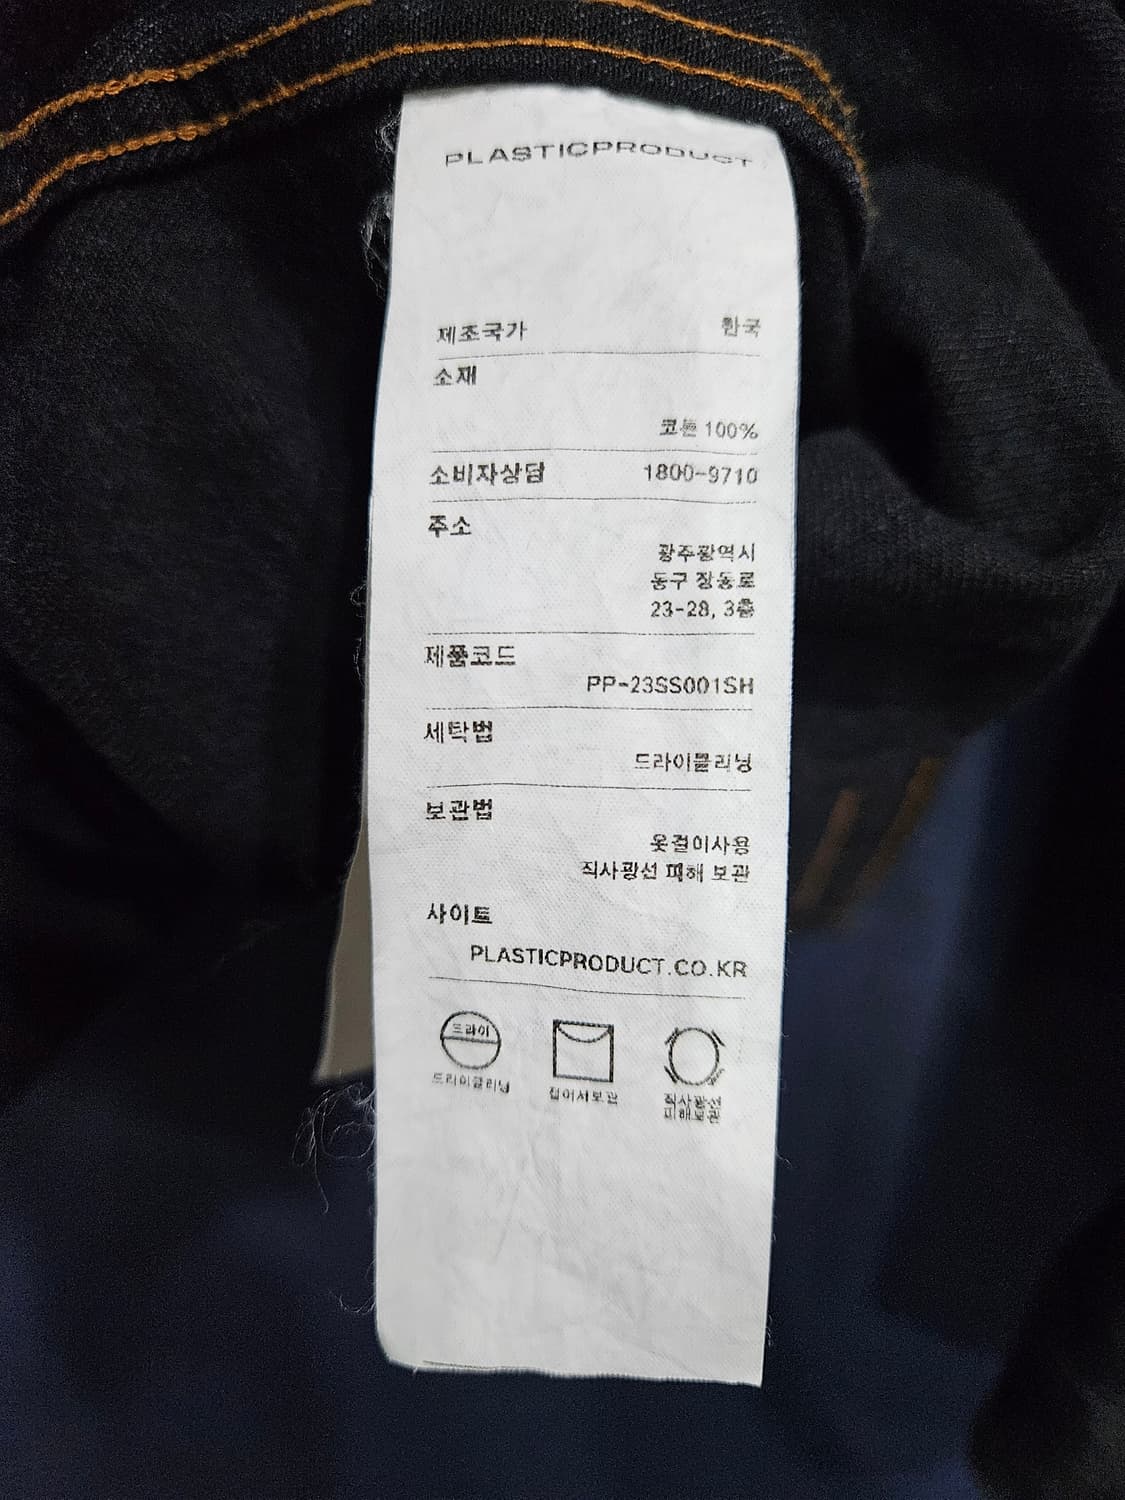 PLASTICPRODUCT
제조국가 한국
소재
코튼 100%
소비자상담 1800-9710
주소
광주광역시
동구 장동로
23-28, 3층
제품코드
PP-23SS001SH
세탁법
드라이클리닝
보관법
옷걸이사용
직사광선 피해 보관
사이트
PLASTICPRODUCT.CO.KR
드라이
드라이클리닝 접어서보관 직사광선
피해보관